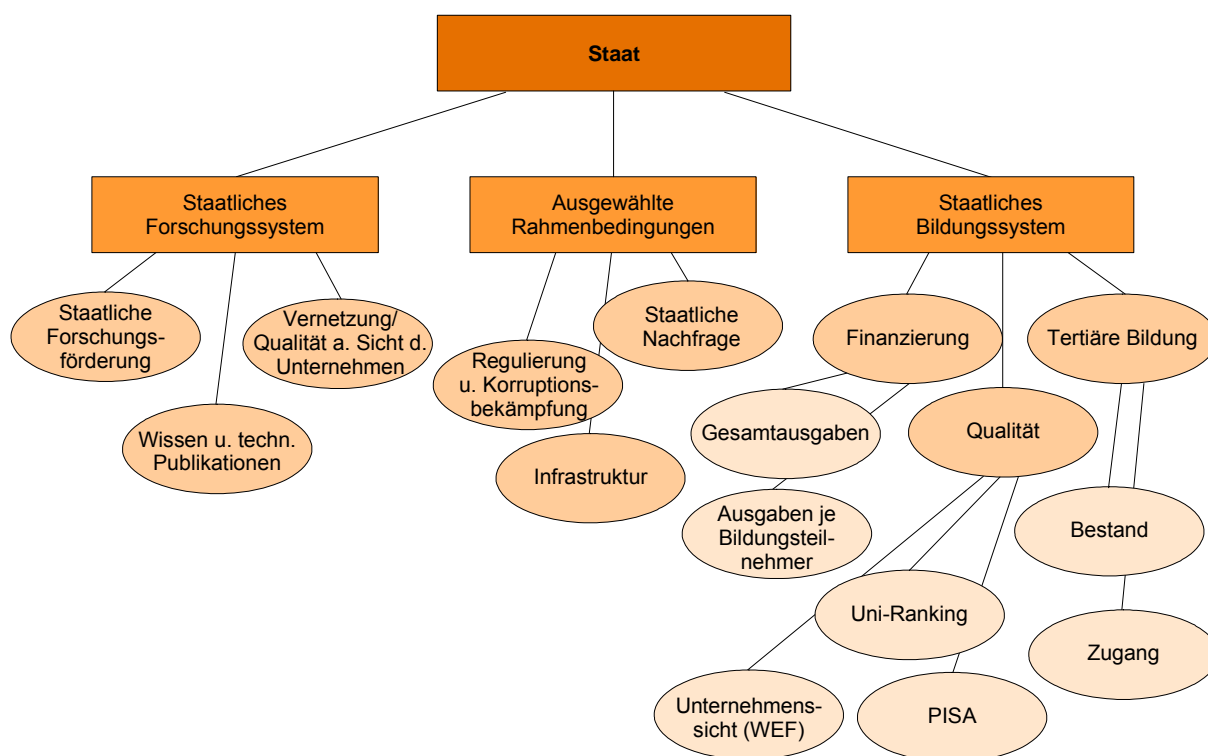 Staat
Staatliches
Forschungssystem
Ausgewählte
Rahmenbedingungen
Staatliches
Bildungssystem
Staatliche
Forschungs-
förderung
Vernetzung/
Qualität a. Sicht d.
Unternehmen
Wissen u. techn.
Publikationen
Regulierung
u. Korruptions-
bekämpfung
Staatliche
Nachfrage
Infrastruktur
Finanzierung
Tertiäre Bildung
Gesamtausgaben
Qualität
Ausgaben je
Bildungsteil-
nehmer
Bestand
Uni-Ranking
Zugang
Unternehmens-
sicht (WEF)
PISA